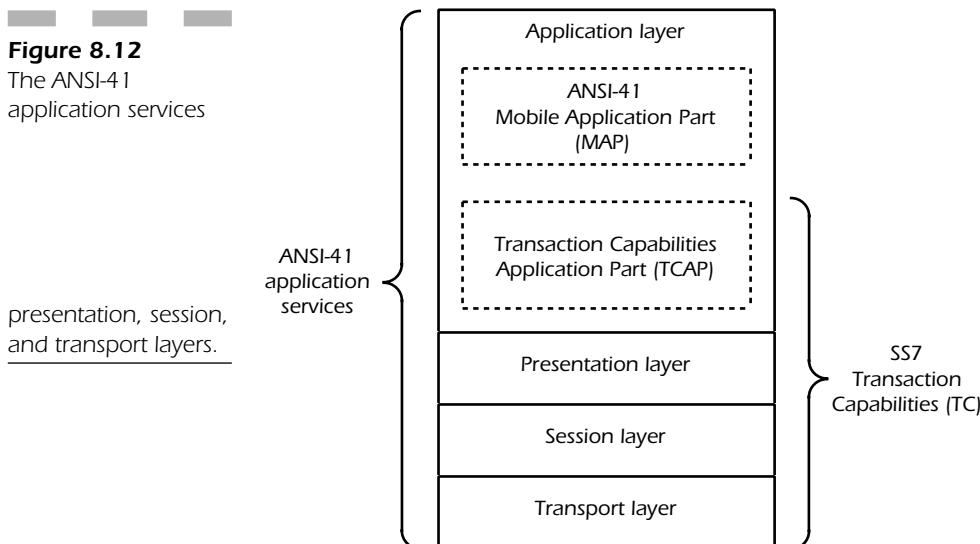 Figure 8.12
The ANSI-41
application services
presentation, session,
and transport layers.
ANSI-41
application
services
Application layer
ANSI-41
Mobile Application Part
(MAP)
Transaction Capabilities
Application Part (TCAP)
Presentation layer
Session layer
Transport layer
SS7
Transaction
Capabilities (TC)